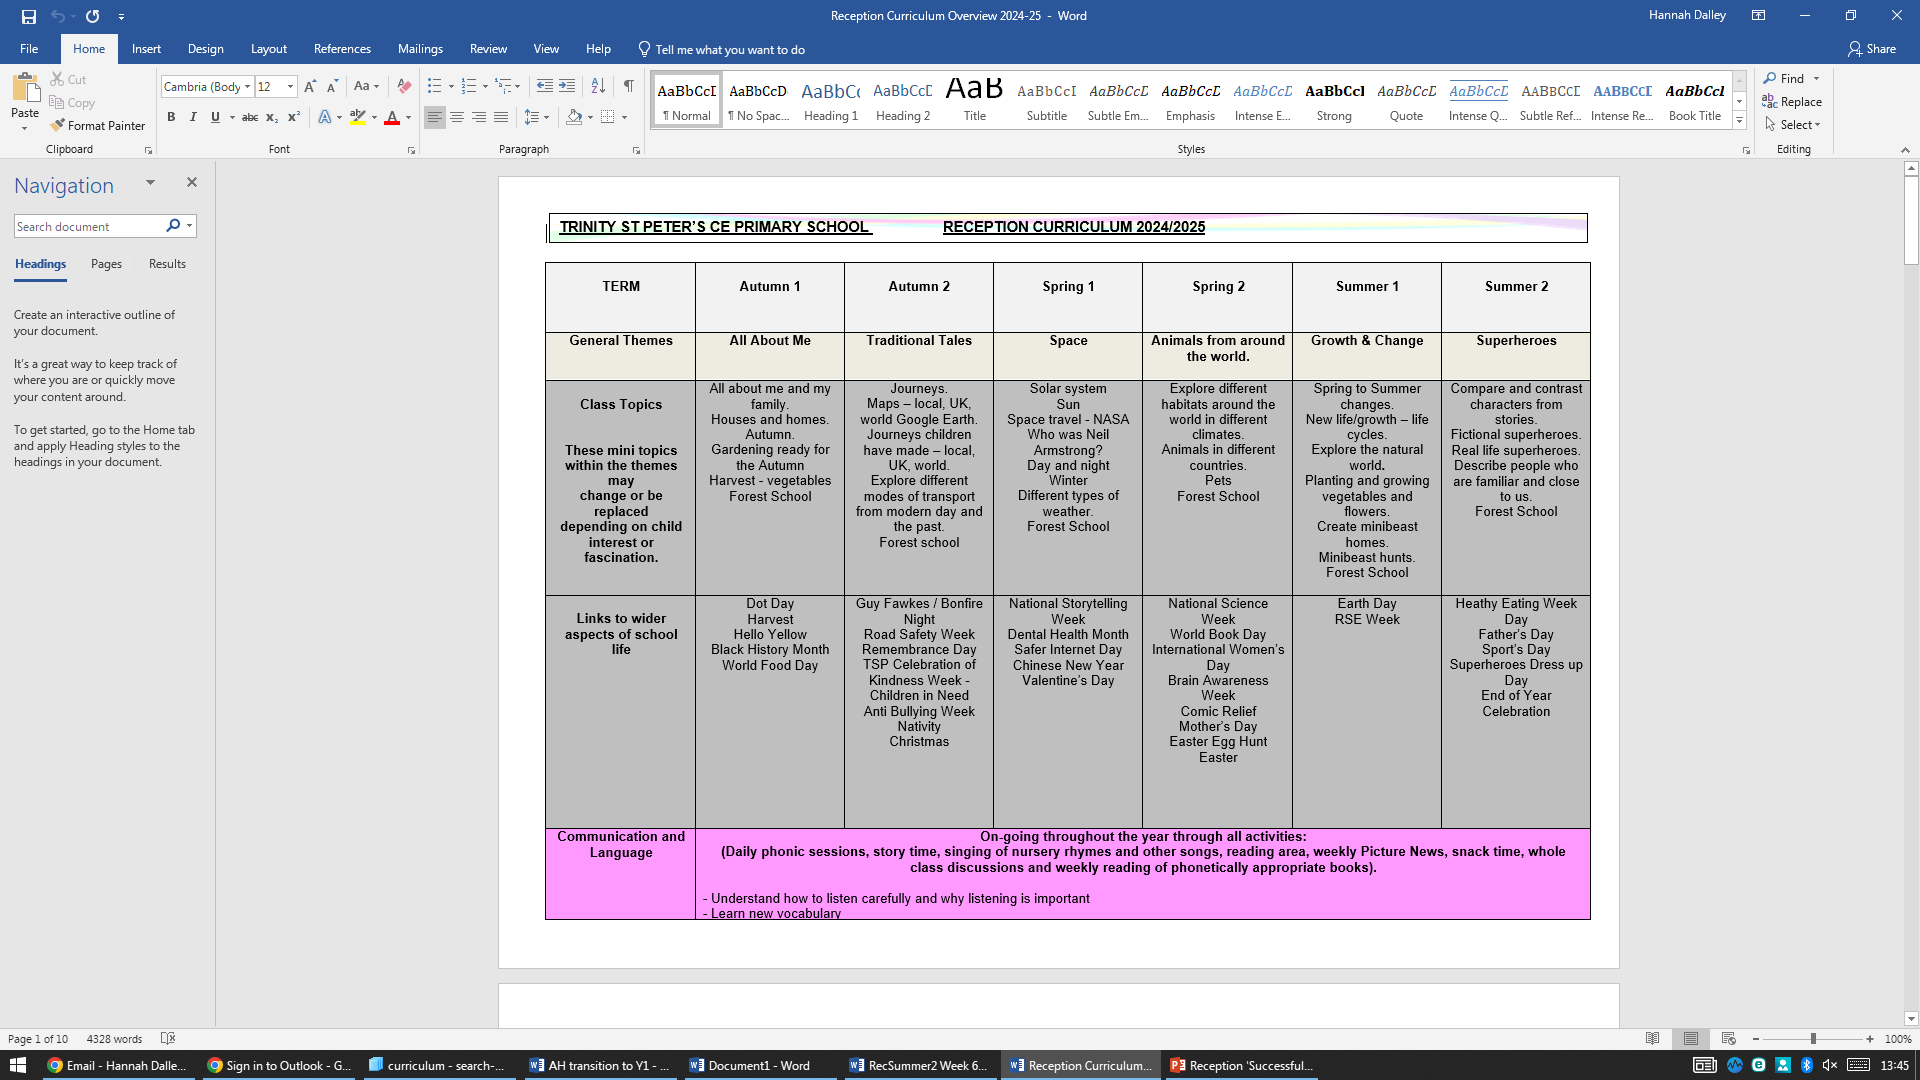 Reception Curriculum Overview 2024-25 - Word
Hannah Dalley
File Home Insert Design Layout References Mailings Review View Help Tell me what you want to do Share
Paste
Cut
Copy
Format Painter
Clipboard
Cambria (Body 12
Font
Paragraph
AaBbCcI AaBbCcD AaBbCc AaBbCcC AaB AaBbCcI AaBbCcD AaBbCcD AaBbCcD AaBbCcI AaBbCcD AaBbCcD AABBCCE AABBCCI AaBbCcI
¶ Normal ¶ No Spac... Heading 1 Heading 2 Title Subtitle Subtle Em... Emphasis Intense E... Strong Quote Intense Q... Subtle Ref... Intense Re... Book Title
Styles
Find
Replace
Select
Editing
Navigation
Search document
Headings Pages Results
Create an interactive outline of
your document.
It's a great way to keep track of
where you are or quickly move
your content around.
To get started, go to the Home tab
and apply Heading styles to the
headings in your document.
TRINITY ST PETER'S CE PRIMARY SCHOOL RECEPTION CURRICULUM 2024/2025
TERM
Autumn 1
Autumn 2
Spring 1
Spring 2
Summer 1
Summer 2
General Themes
All About Me
Traditional Tales
Space
Animals from around
the world.
Growth & Change
Superheroes
Class Topics
These mini topics
within the themes
may
change or be
replaced
depending on child
interest or
fascination.
All about me and my
family.
Houses and homes.
Autumn.
Gardening ready for
the Autumn
Harvest - vegetables
Forest School
Journeys.
Maps – local, UK,
world Google Earth.
Journeys children
have made – local,
UK, world.
Explore different
modes of transport
from modern day and
the past.
Forest school
Solar system
Sun
Space travel - NASA
Who was Neil
Armstrong?
Day and night
Winter
Different types of
weather.
Forest School
Explore different
habitats around the
world in different
climates.
Animals in different
countries.
Pets
Forest School
Spring to Summer
changes.
New life/growth – life
cycles.
Explore the natural
world.
Planting and growing
vegetables and
flowers.
Create minibeast
homes.
Minibeast hunts.
Forest School
Compare and contrast
characters from
stories.
Fictional superheroes.
Real life superheroes.
Describe people who
are familiar and close
to us.
Forest School
Links to wider
aspects of school
life
Dot Day
Harvest
Hello Yellow
Black History Month
World Food Day
Guy Fawkes / Bonfire
Night
Road Safety Week
Remembrance Day
TSP Celebration of
Kindness Week -
Children in Need
Anti Bullying Week
Nativity
Christmas
National Storytelling
Week
Dental Health Month
Safer Internet Day
Chinese New Year
Valentine's Day
National Science
Week
World Book Day
International Women's
Day
Brain Awareness
Week
Comic Relief
Mother's Day
Easter Egg Hunt
Easter
Earth Day
RSE Week
Heathy Eating Week
Day
Father's Day
Sport's Day
Superheroes Dress up
Day
End of Year
Celebration
Communication and
Language
On-going throughout the year through all activities:
(Daily phonic sessions, story time, singing of nursery rhymes and other songs, reading area, weekly Picture News, snack time, whole
class discussions and weekly reading of phonetically appropriate books).
- Understand how to listen carefully and why listening is important
- Learn new vocabulary
Page 1 of 10 4328 words
100%
Email - Hannah Dalle... Sign in to Outlook - G... curriculum - search-... AH transition to Y1 - ... Document1 - Word RecSummer2 Week 6... Reception Curriculum... Reception 'Successful... 13:45